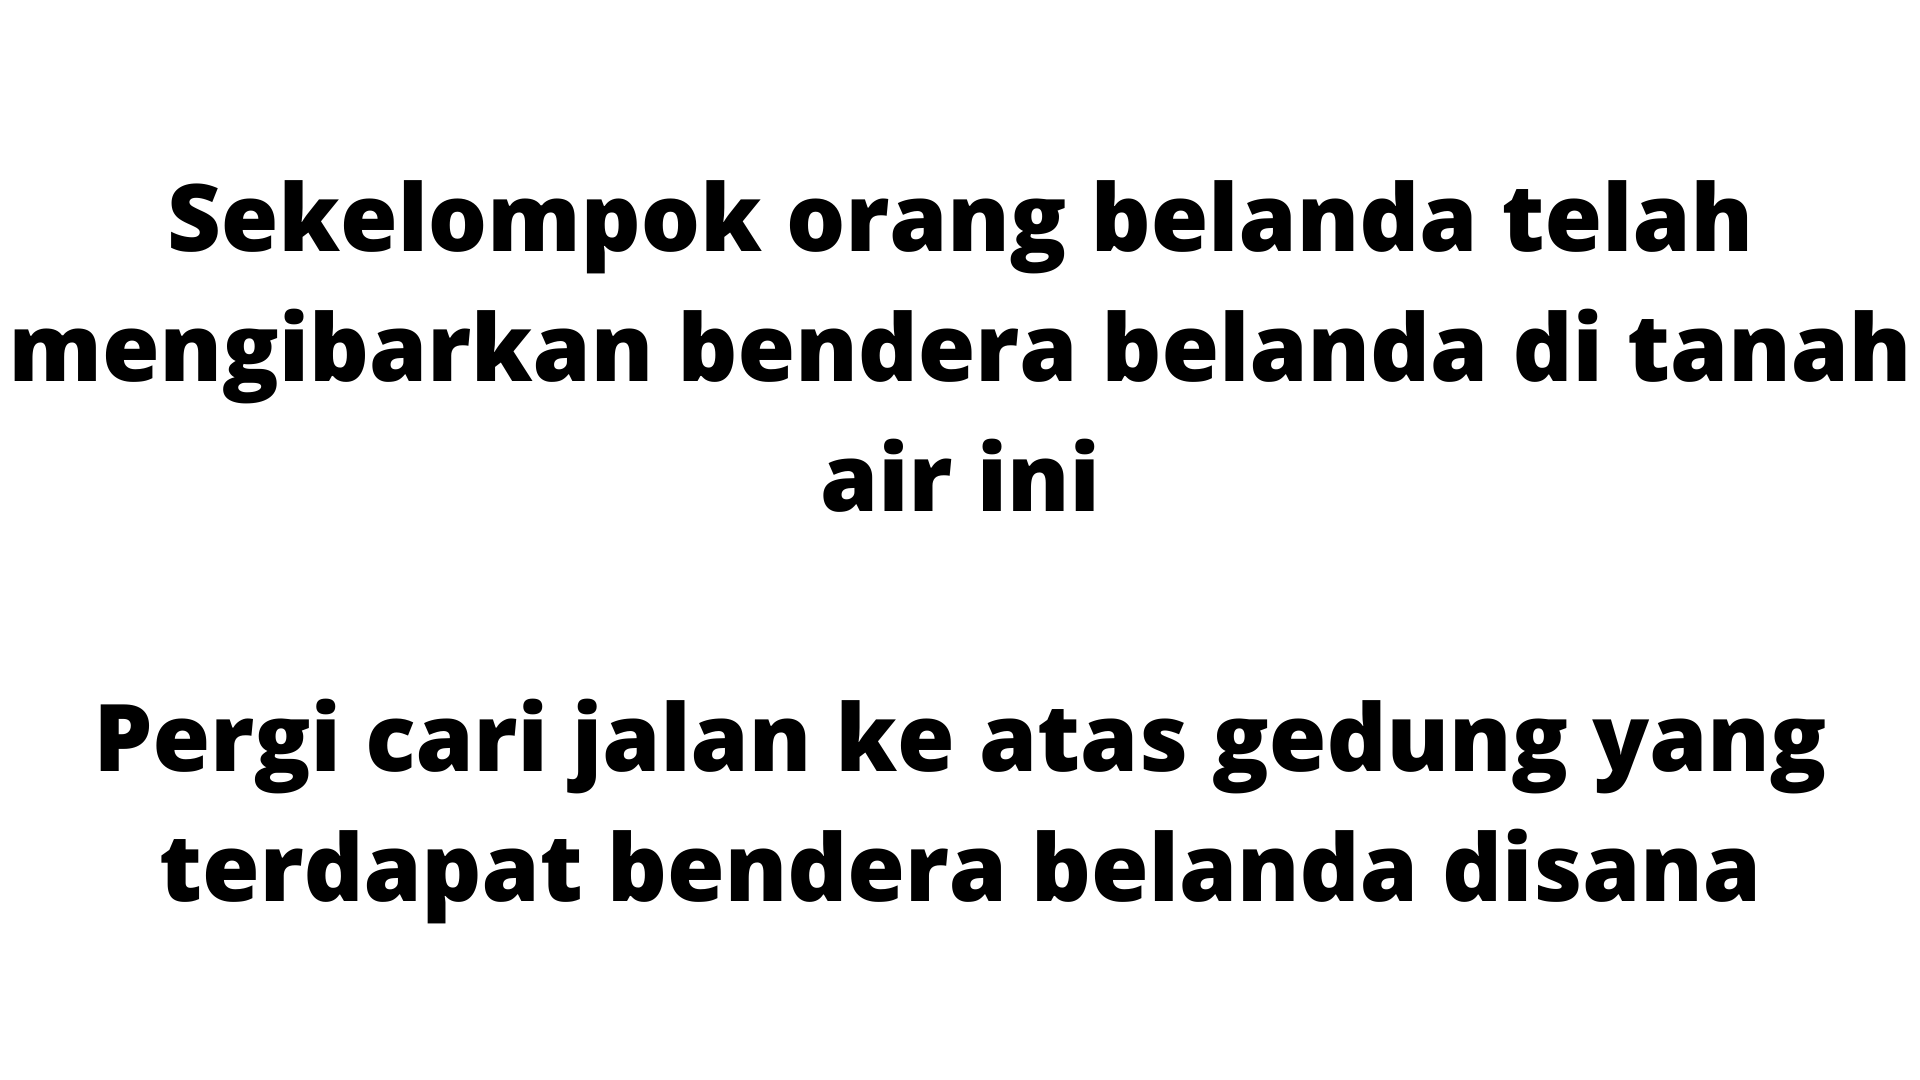 Sekelompok orang belanda telah
mengibarkan bendera belanda di tanah
air ini
Pergi cari jalan ke atas gedung yang
terdapat bendera belanda disana